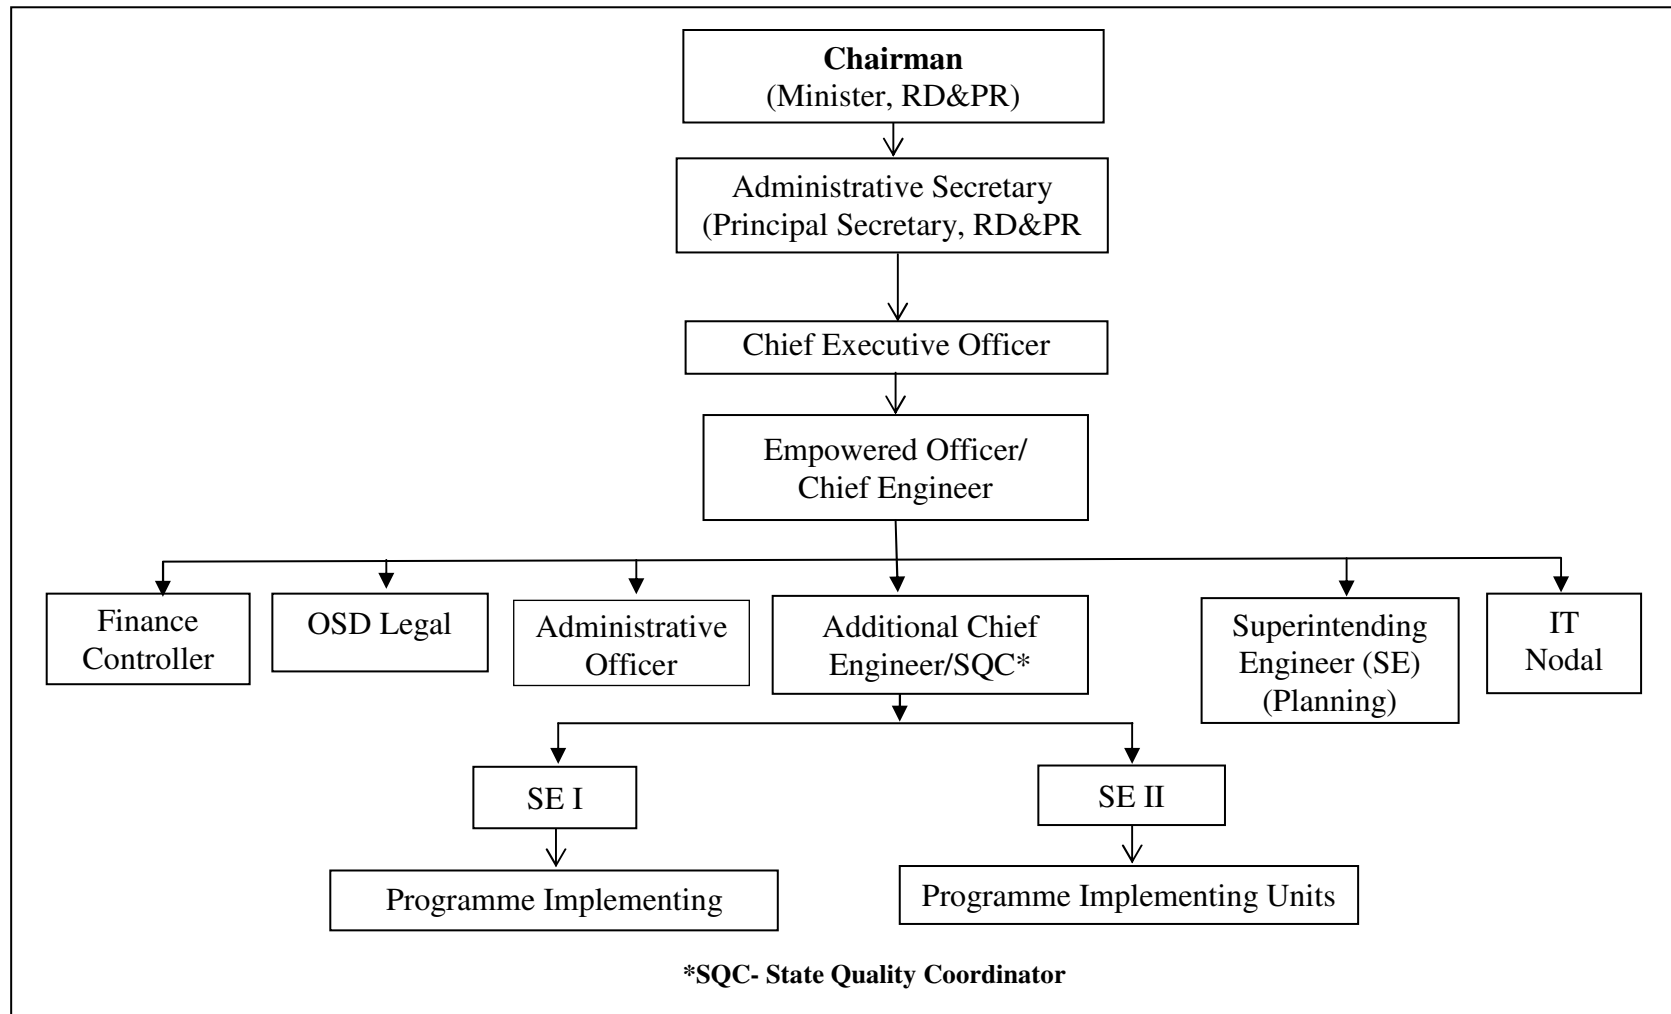 Chairman
(Minister, RD&PR)
Administrative Secretary
(Principal Secretary, RD&PR
Chief Executive Officer
Empowered Officer/
Chief Engineer
Finance
Controller
OSD Legal
Administrative
Officer
Additional Chief
Engineer/SQC*
Superintending
Engineer (SE)
(Planning)
IT
Nodal
SE I
SE II
Programme Implementing
Programme Implementing Units
*SQC- State Quality Coordinator